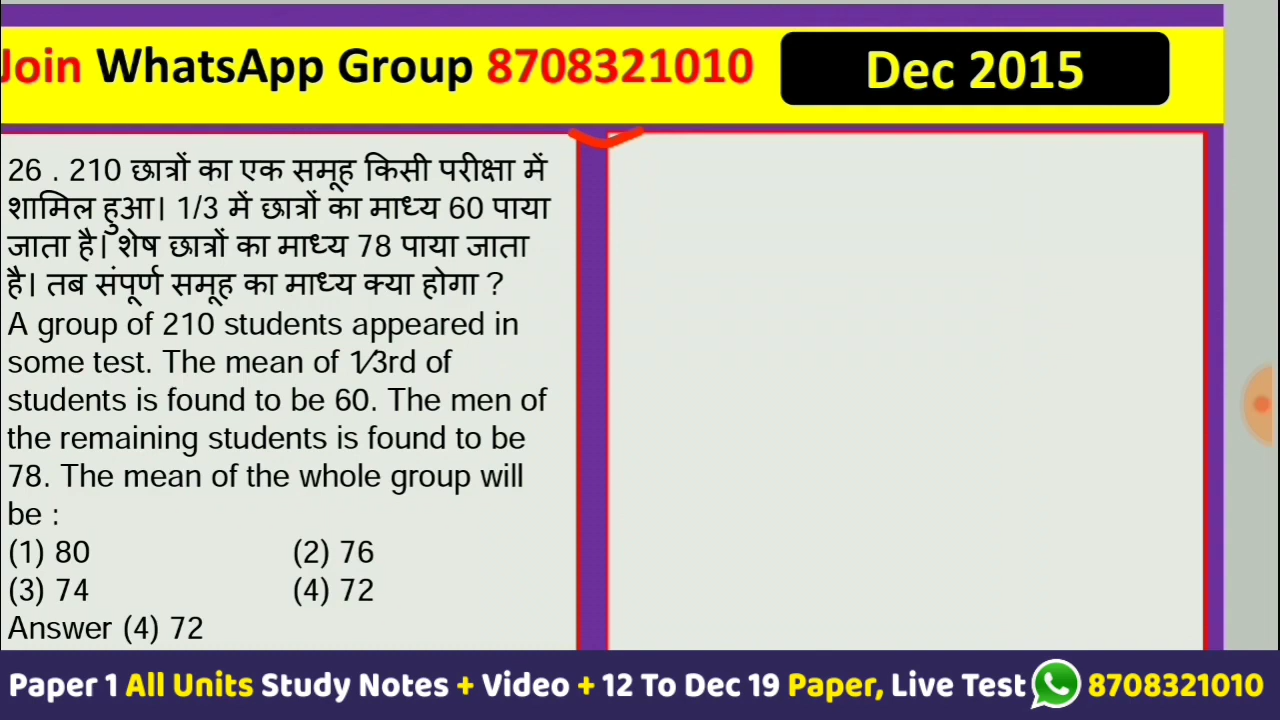 Join WhatsApp Group 8708321010
Dec 2015
26 . 210 छात्रों का एक समूह किसी परीक्षा में
शामिल हुआ। 1/3 में छात्रों का माध्य 60 पाया
जाता है। शेष छात्रों का माध्य 78 पाया जाता
है। तब संपूर्ण समूह का माध्य क्या होगा ?
A group of 210 students appeared in
some test. The mean of 1⁄3rd of
students is found to be 60. The men of
the remaining students is found to be
78. The mean of the whole group will
be :
(1) 80 (2) 76
(3) 74 (4) 72
Answer (4) 72
Paper 1 All Units Study Notes + Video + 12 To Dec 19 Paper, Live Test 8708321010